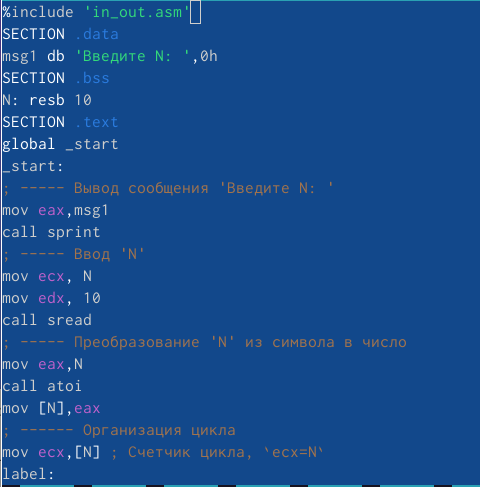 %include 'in_out.asm'
SECTION .data
msg1 db 'Введите N: ',0h
SECTION .bss
N: resb 10
SECTION .text
global _start
_start:
; ----- Вывод сообщения 'Введите N: '
mov eax,msg1
call sprint
; ----- Ввод 'N'
mov ecx, N
mov edx, 10
call sread
; ----- Преобразование 'N' из символа в число
mov eax,N
call atoi
mov [N],eax
; ------ Организация цикла
mov ecx,[N] ; Счетчик цикла, `ecx=N`
label: